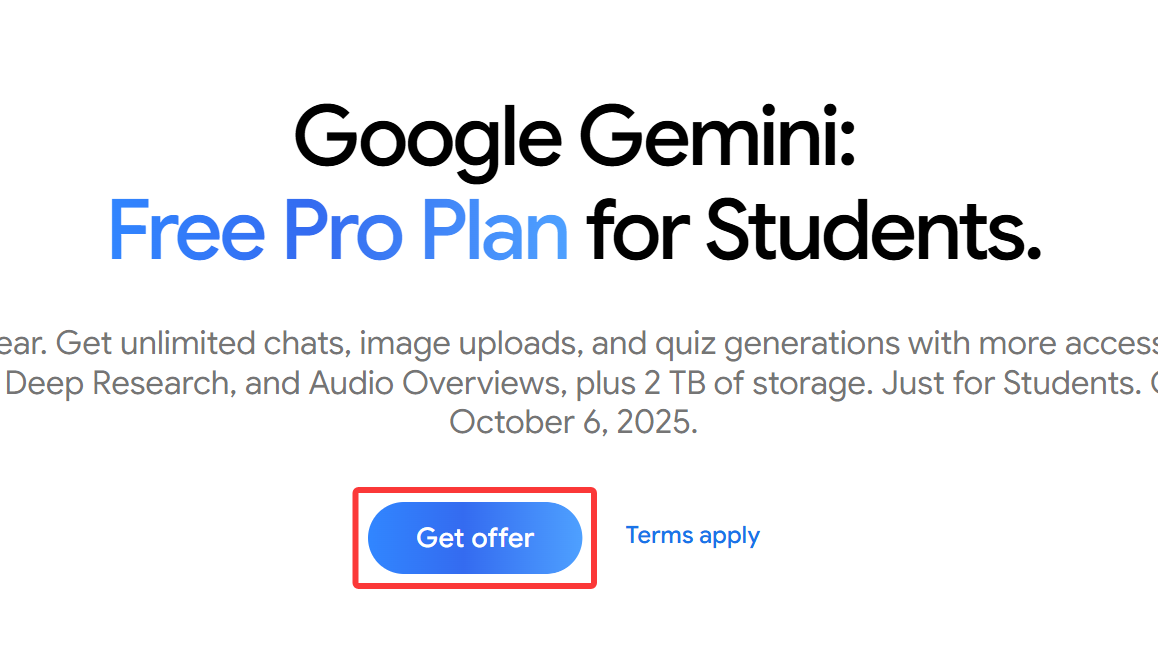 Google Gemini:
Free Pro Plan for Students.
ear. Get unlimited chats, image uploads, and quiz generations with more access
Deep Research, and Audio Overviews, plus 2 TB of storage. Just for Students.
October 6, 2025.
Get offer
Terms apply